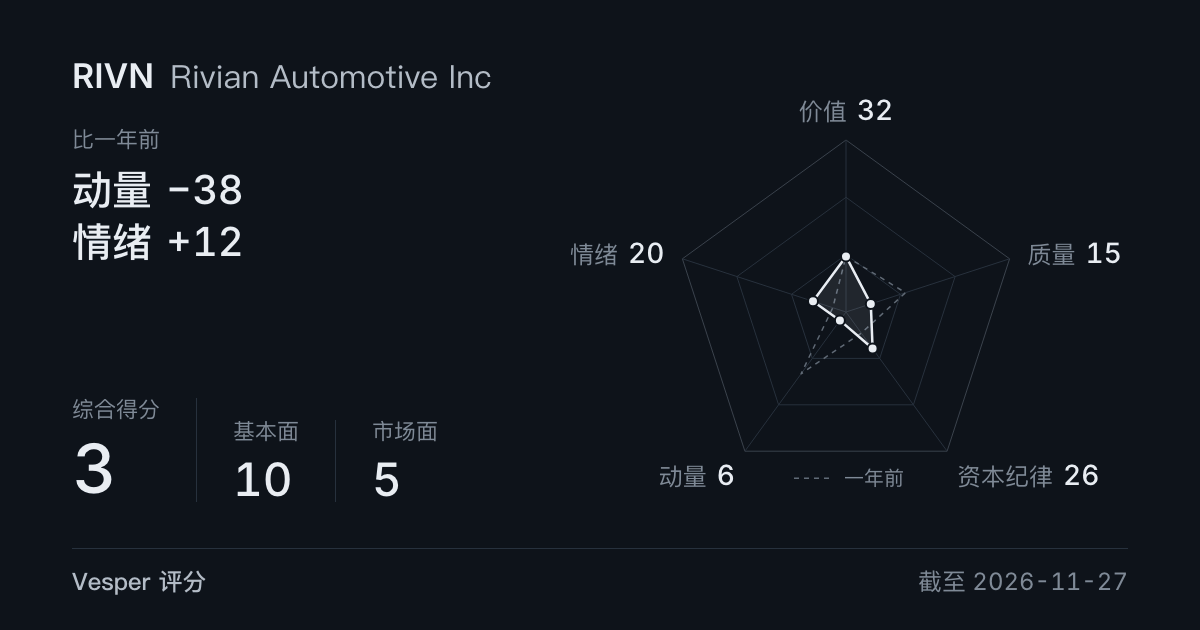 RIVN Rivian Automotive Inc
比一年前
动量 −38
情绪 +12
综合得分
3
基本面
10
市场面
5
价值 32
情绪 20
质量 15
动量 6
一年前
资本纪律 26
Vesper 评分
截至 2026-11-27